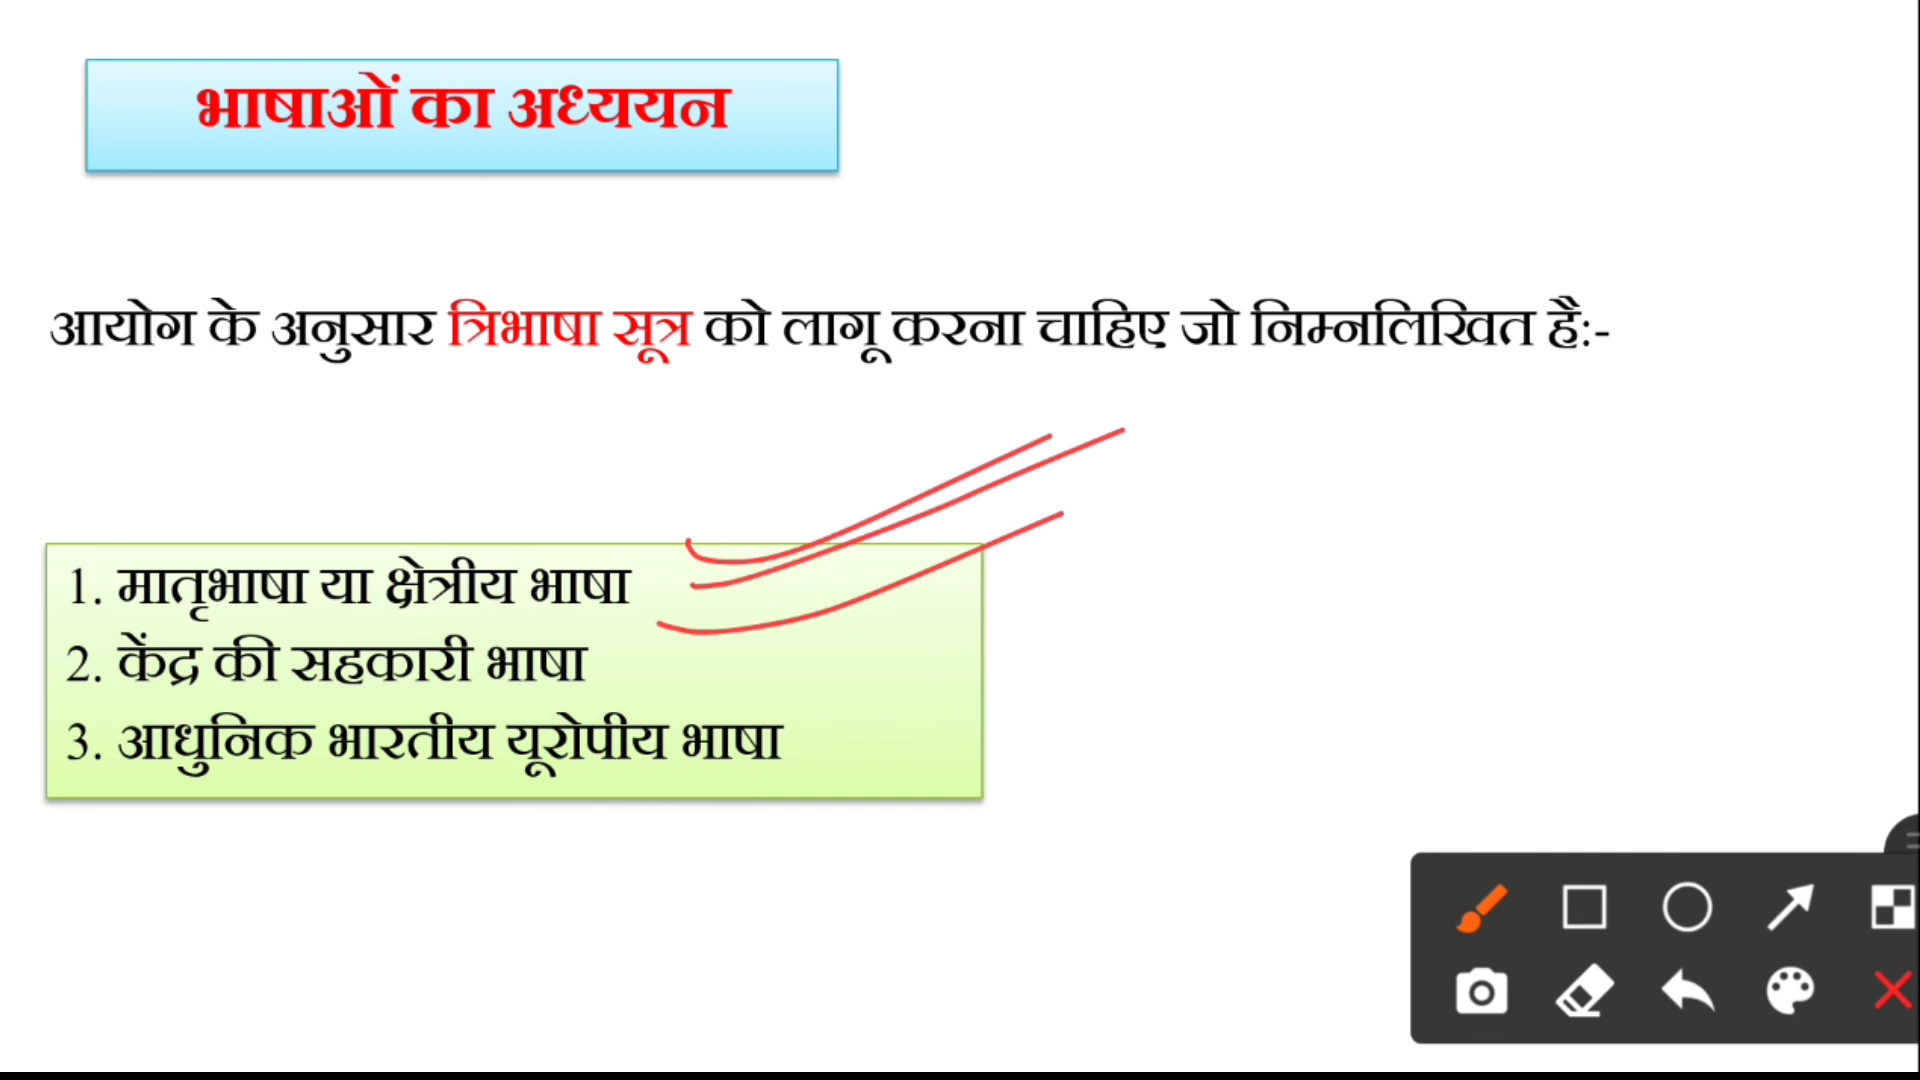 भाषाओं का अध्ययन
आयोग के अनुसार त्रिभाषा सूत्र को लागू करना चाहिए जो निम्नलिखित है:-
1. मातृभाषा या क्षेत्रीय भाषा
2. केंद्र की सहकारी भाषा
3. आधुनिक भारतीय यूरोपीय भाषा